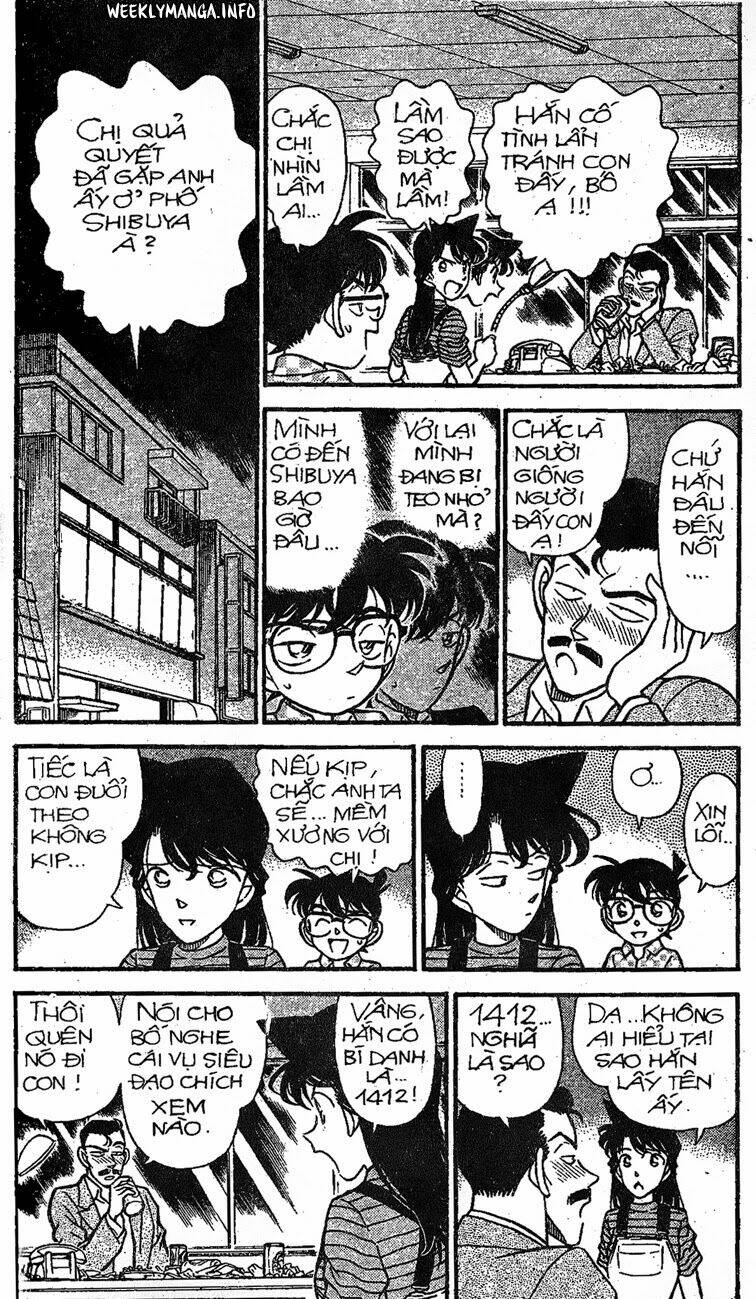 WEEKLYMANGA.INFO
CHỊ QUẢ
QUYẾT
ĐÃ GẶP ANH
ẤY Ở PHỐ
SHIBUYA
À?
CHẮC
CHỊ
NHÌN
LẦM
AI...
LẦM
SAO
ĐƯỢC
MÀ
LẦM!
HẮN CỐ
TÌNH LẨN
TRÁNH CON
ĐẤY, BỐ
Ạ!!!
MÌNH
CÓ ĐẾN
SHIBUYA
BAO
GIỜ
ĐÂU...
VỚI LẠI
MÌNH
ĐANG BỊ
TEO NHỎ
MÀ?
CHẮC LÀ
NGƯỜI
GIỐNG
NGƯỜI
ĐẤY CON
Ạ!
CHỨ
HẮN
ĐÂU
ĐẾN
NỖI
....
TIẾC LÀ
CON ĐUỔI
THEO
KHÔNG
KỊP...
NẾU KỊP,
CHẮC ANH TA
SẼ... MỀM
XƯƠNG VỚI
CHỊ!
......
Ơ...
XIN
LỖI...
THÔI
QUÊN
NÓ ĐI
CON!
NÓI CHO
BỐ NGHE
CÁI VỤ SIÊU
ĐẠO CHÍCH
XEM
NÀO.
VÂNG,
HẮN CÓ
BÍ DANH
LÀ...
1412!
1412...
NGHĨA
LÀ SAO
?
DẠ...KHÔNG
AI HIỂU TẠI
SAO HẮN
LẤY TÊN
ẤY.